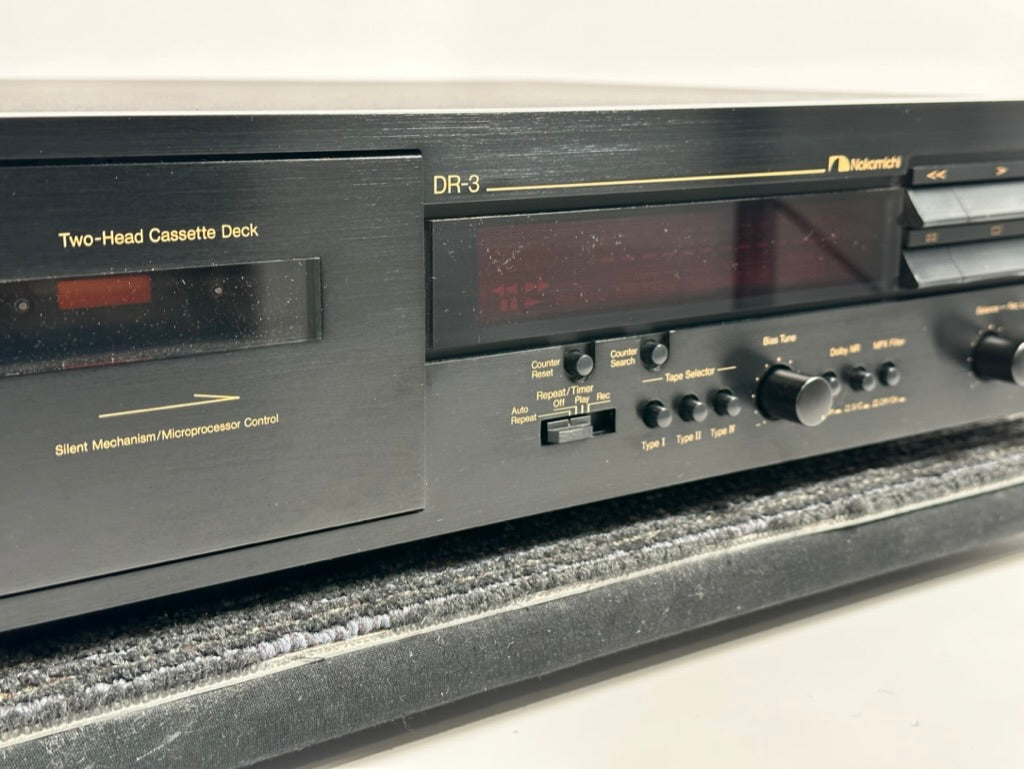 DR-3
Nakamichi
Two-Head Cassette Deck
Silent Mechanism/Microprocessor Control
Counter
Reset
Counter
Search
Repeat/Timer
Off Play Rec
Auto
Repeat
Tape Selector
Type I Type II Type IV
Bias Tune
Dolby NR
MPX Filter